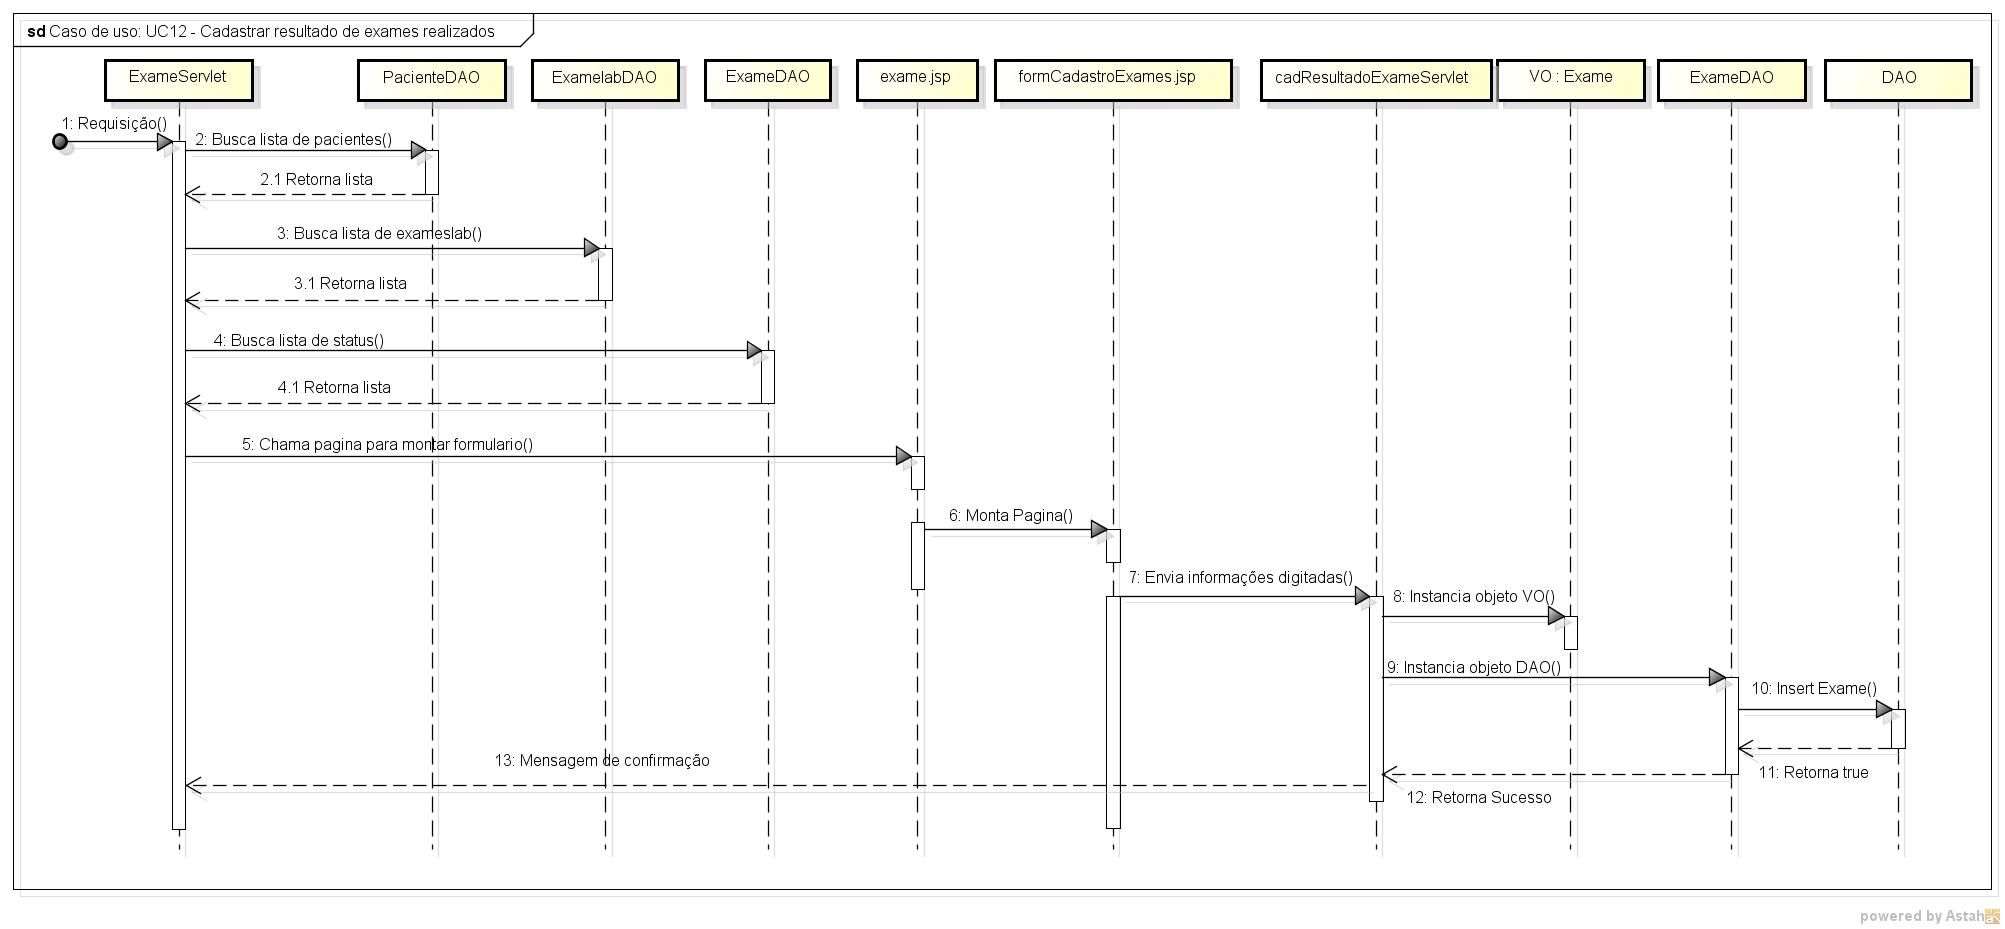 sd Caso de uso: UC12 - Cadastrar resultado de exames realizados
ExameServlet
PacienteDAO
ExamelabDAO
ExameDAO
exame.jsp
formCadastroExames.jsp
cadResultadoExameServlet
VO : Exame
ExameDAO
DAO
1: Requisição()
2: Busca lista de pacientes()
2.1 Retorna lista
3: Busca lista de exameslab()
3.1 Retorna lista
4: Busca lista de status()
4.1 Retorna lista
5: Chama pagina para montar formulario()
6: Monta Pagina()
7: Envia informações digitadas()
8: Instancia objeto VO()
9: Instancia objeto DAO()
10: Insert Exame()
11: Retorna true
12: Retorna Sucesso
13: Mensagem de confirmação
powered by Astah